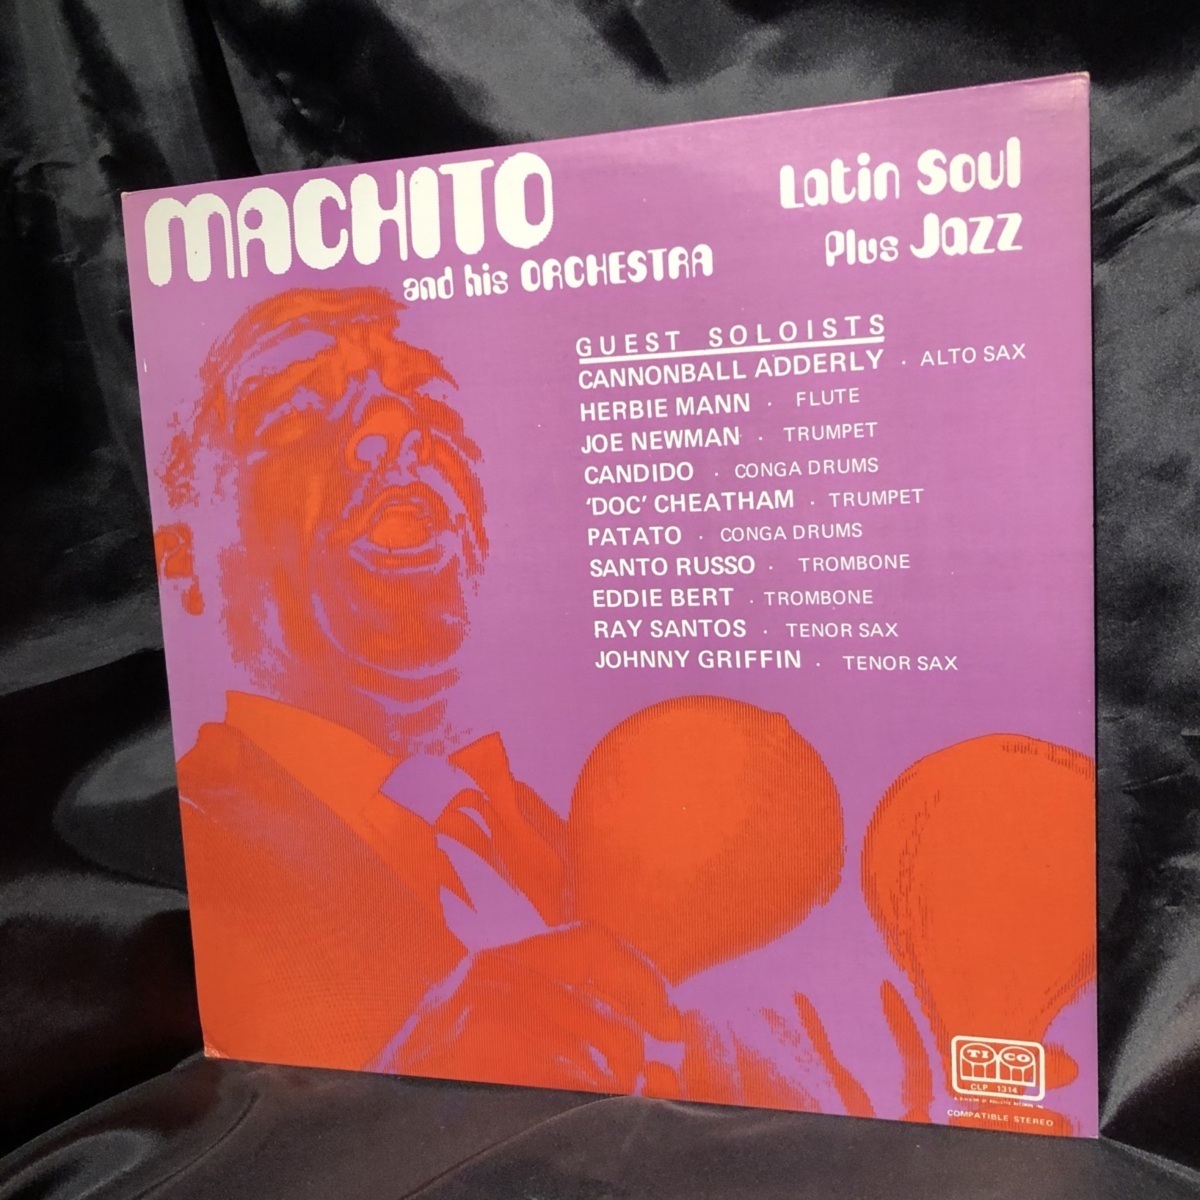 MACHITO
and his ORCHESTRA
Latin Soul
Plus Jazz
GUEST SOLOISTS
CANNONBALL ADDERLY · ALTO SAX
HERBIE MANN · FLUTE
JOE NEWMAN · TRUMPET
CANDIDO · CONGA DRUMS
‘DOC’ CHEATHAM · TRUMPET
PATATO · CONGA DRUMS
SANTO RUSSO · TROMBONE
EDDIE BERT · TROMBONE
RAY SANTOS · TENOR SAX
JOHNNY GRIFFIN · TENOR SAX
TICO
CLP 1314
COMPATIBLE STEREO